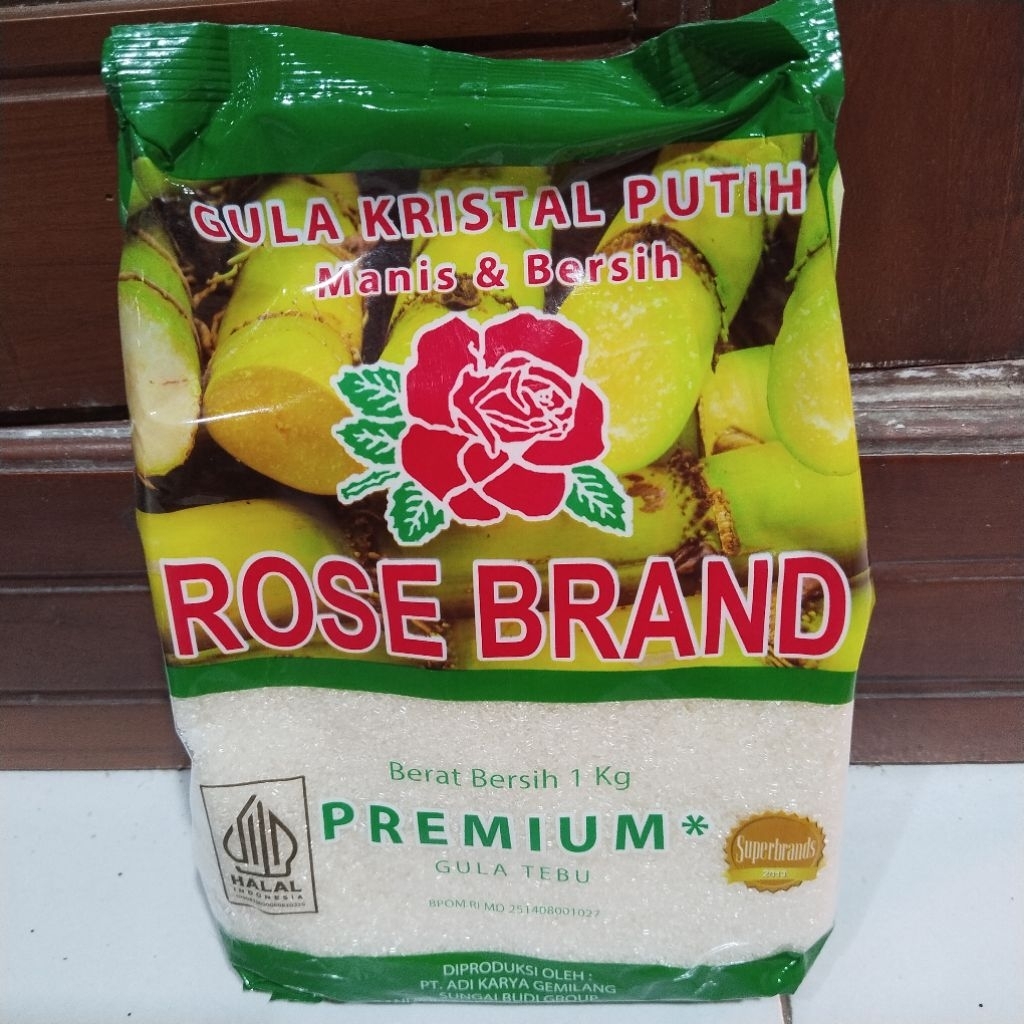 GULA KRISTAL PUTIH
Manis & Bersih
ROSE BRAND
Berat Bersih 1 Kg
PREMIUM*
GULA TEBU
HALAL
INDONESIA
Superbrands
BPOM RI MD 251408001027
DIPRODUKSI OLEH :
PT. ADI KARYA GEMILANG
SUNGAI BUDI GROUP